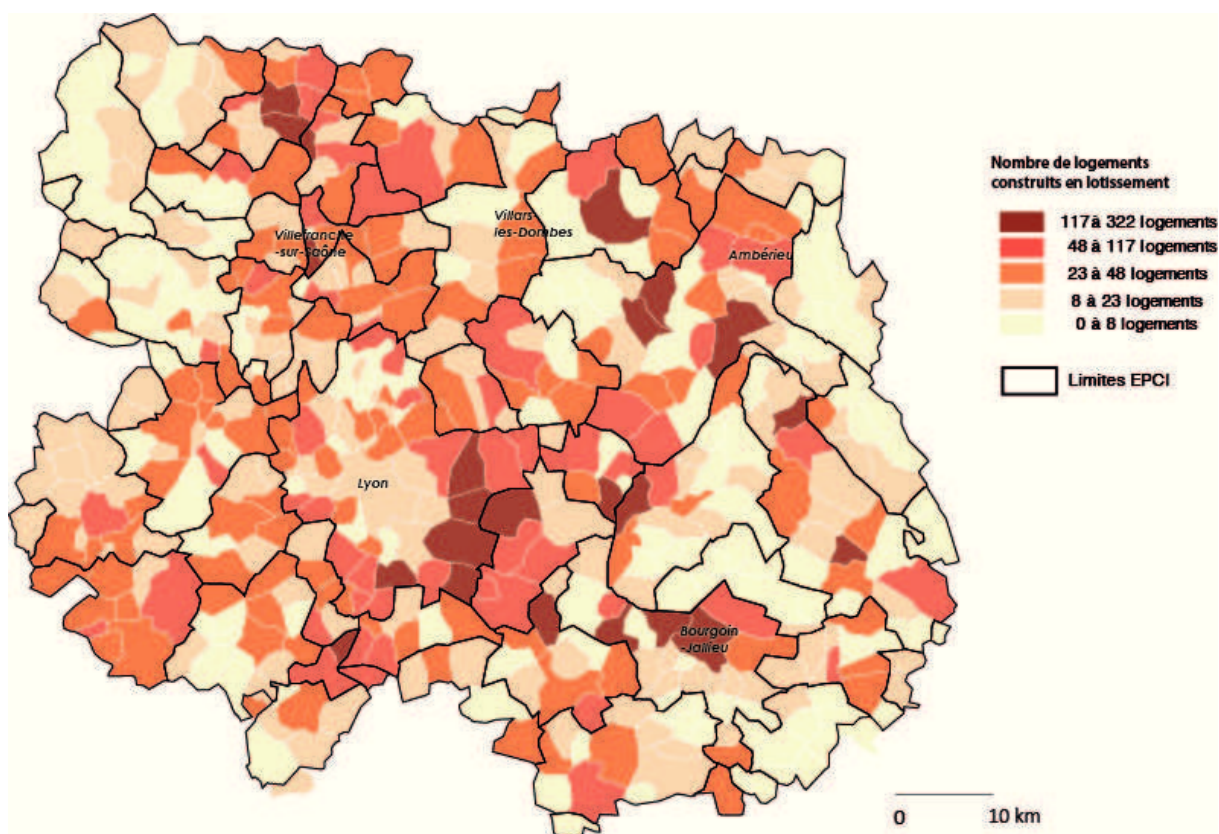 Nombre de logements
construits en lotissement
117 à 322 logements
48 à 117 logements
23 à 48 logements
8 à 23 logements
0 à 8 logements
Limites EPCI
Villefranche
-sur-Saône
Villars-
les-Dombes
Ambérieu
Lyon
Bourgoin
-Jallieu
0 10 km